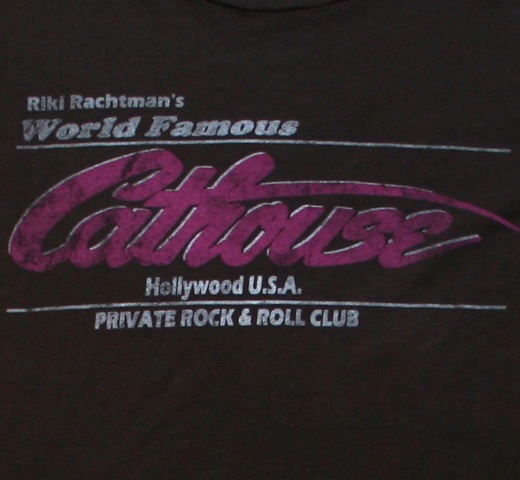 Riki Rachtman's
World Famous
Cathouse
Hollywood U.S.A.
PRIVATE ROCK & ROLL CLUB